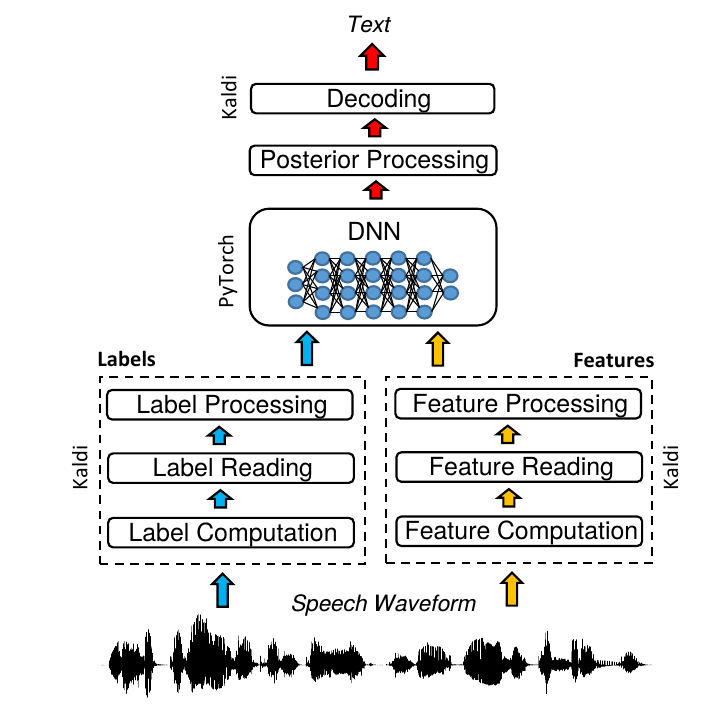 Text
Kaldi
Decoding
Posterior Processing
PyTorch
DNN
Labels
Features
Kaldi
Label Processing
Label Reading
Label Computation
Feature Processing
Feature Reading
Feature Computation
Kaldi
Speech Waveform